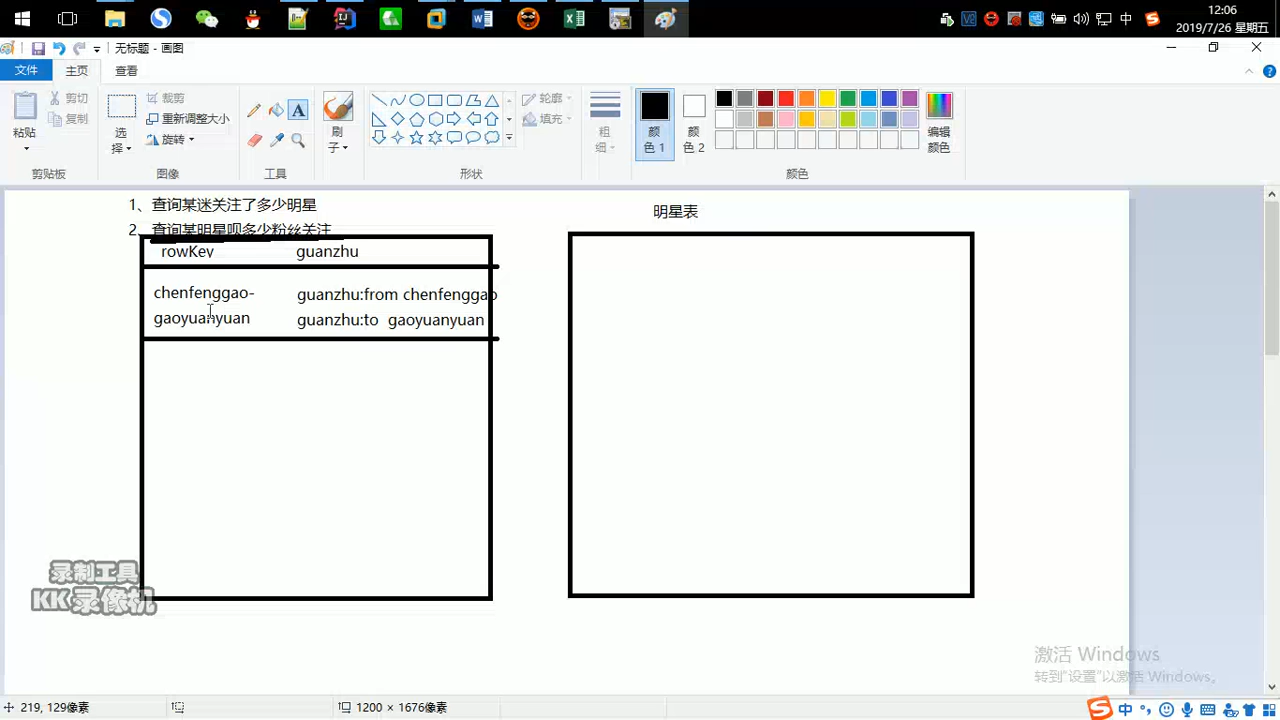 12:06
2019/7/26 星期五
中
无标题 - 画图
文件
主页
查看
粘贴
剪切
复制
选择
裁剪
重新调整大小
旋转
刷子
轮廓
填充
粗细
颜色 1
颜色 2
编辑颜色
剪贴板
图像
工具
形状
颜色
1、查询某迷关注了多少明星
2、查询某明星呗多少粉丝关注
明星表
rowKey
guanzhu
chenfenggao-
gaoyuanyuan
guanzhu:from chenfenggao
guanzhu:to gaoyuanyuan
录制工具
KK录像机
激活 Windows
转到"设置"以激活 Windows。
219, 129像素
1200 × 1676像素
中